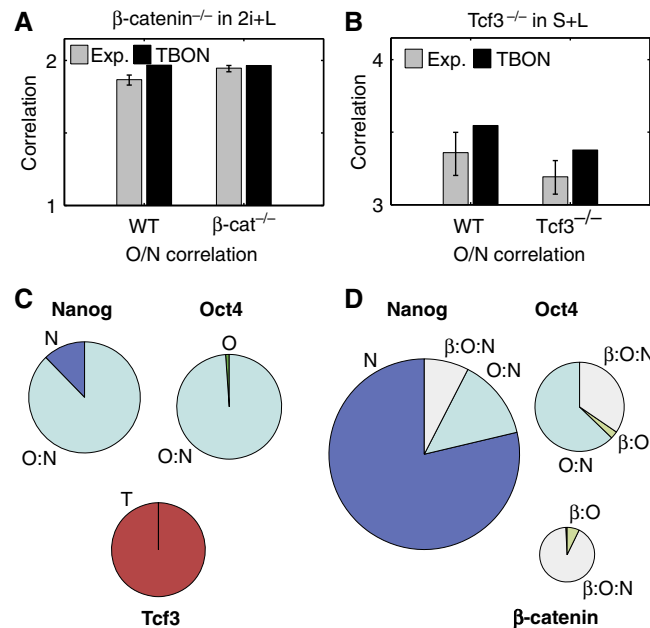 A
β-catenin−/− in 2i+L
2
Exp.
TBON
Correlation
1
WT
β-cat−/−
O/N correlation
B
Tcf3−/− in S+L
4
Exp.
TBON
Correlation
3
WT
Tcf3−/−
O/N correlation
C
Nanog
Oct4
N
O
O:N
O:N
T
Tcf3
D
Nanog
Oct4
N
β:O:N
O:N
β:O:N
β:O
O:N
β:O
β:O:N
β-catenin